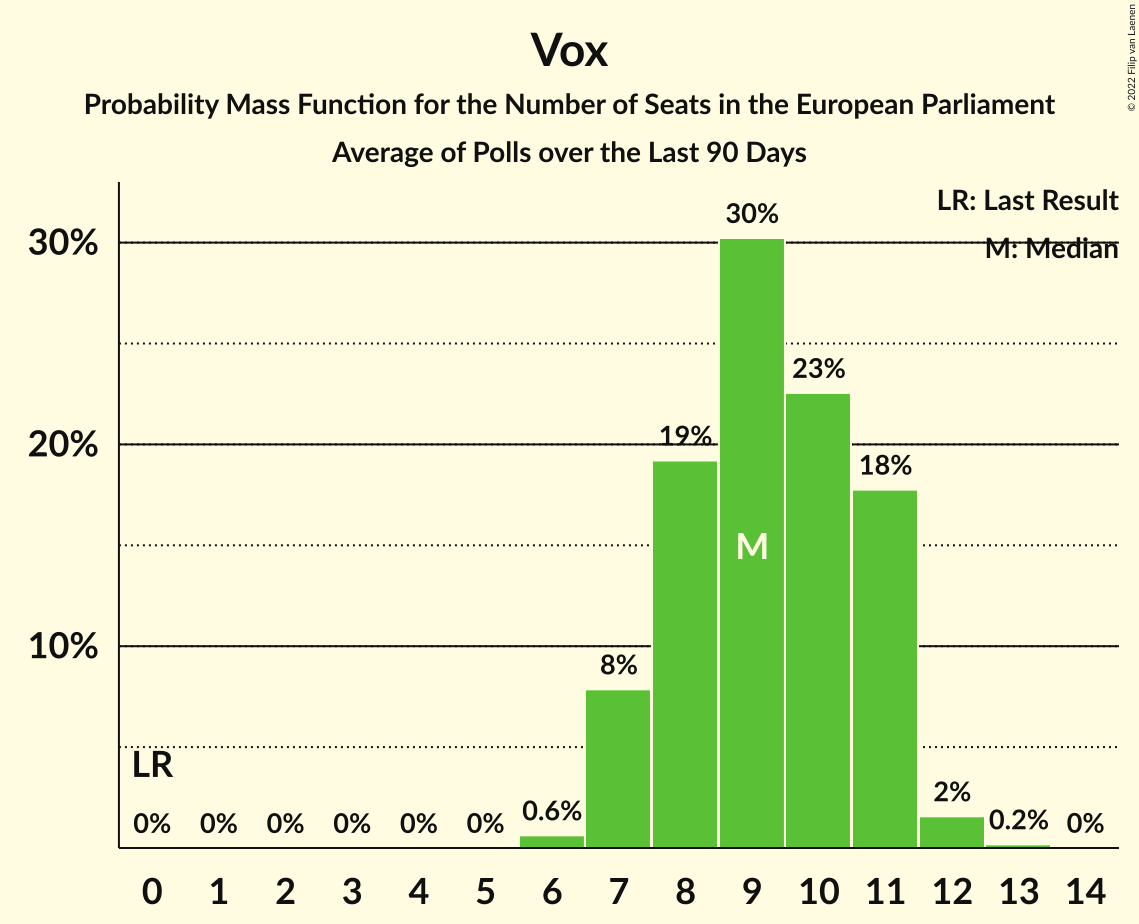 Vox
Probability Mass Function for the Number of Seats in the European Parliament
Average of Polls over the Last 90 Days
© 2022 Filip van Laenen
LR: Last Result
M: Median
30%
20%
10%
LR
M
0% 0% 0% 0% 0% 0% 0.6% 8% 19% 30% 23% 18% 2% 0.2% 0%
0 1 2 3 4 5 6 7 8 9 10 11 12 13 14